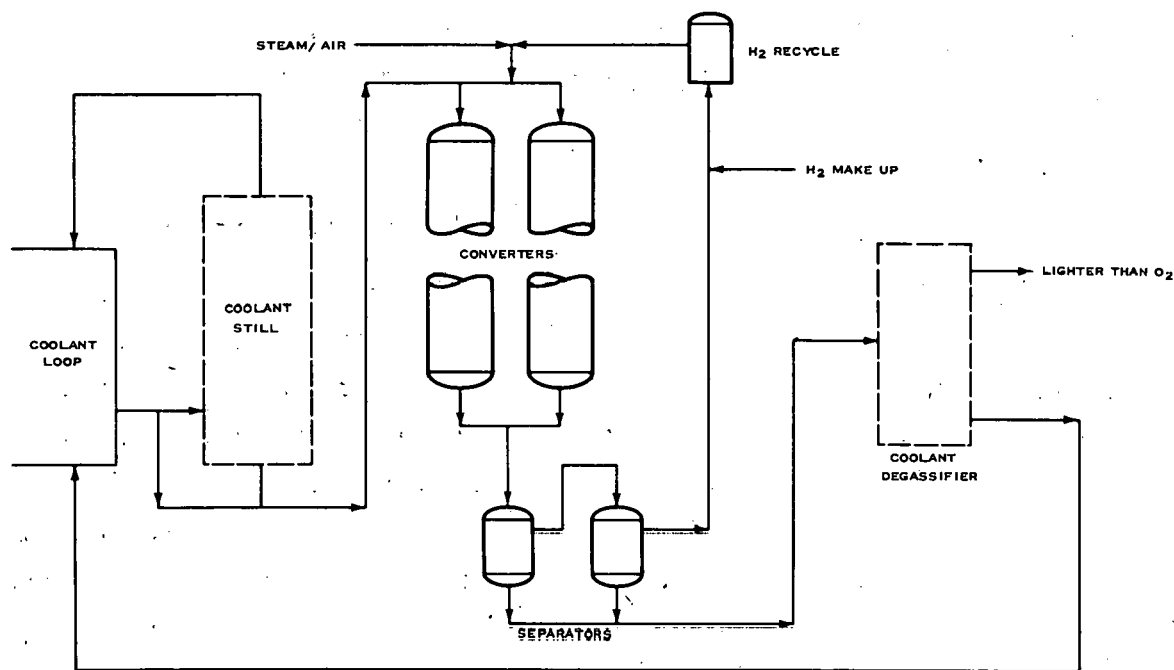 STEAM/ AIR
H2 RECYCLE
H2 MAKE UP
CONVERTERS
LIGHTER THAN O2
COOLANT
STILL
COOLANT
LOOP
COOLANT
DEGASSIFIER
SEPARATORS